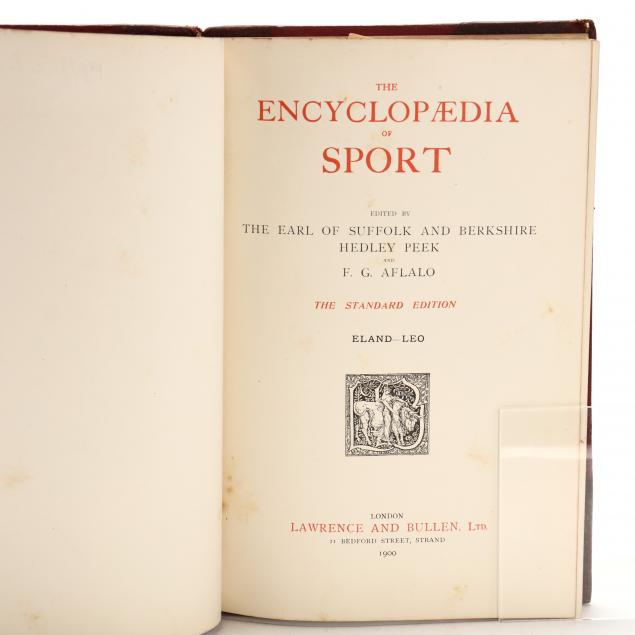 THE
ENCYCLOPÆDIA
OF
SPORT
EDITED BY
THE EARL OF SUFFOLK AND BERKSHIRE
HEDLEY PEEK
AND
F. G. AFLALO
THE STANDARD EDITION
ELAND—LEO
LONDON
LAWRENCE AND BULLEN, LTD.
11 BEDFORD STREET, STRAND
1900